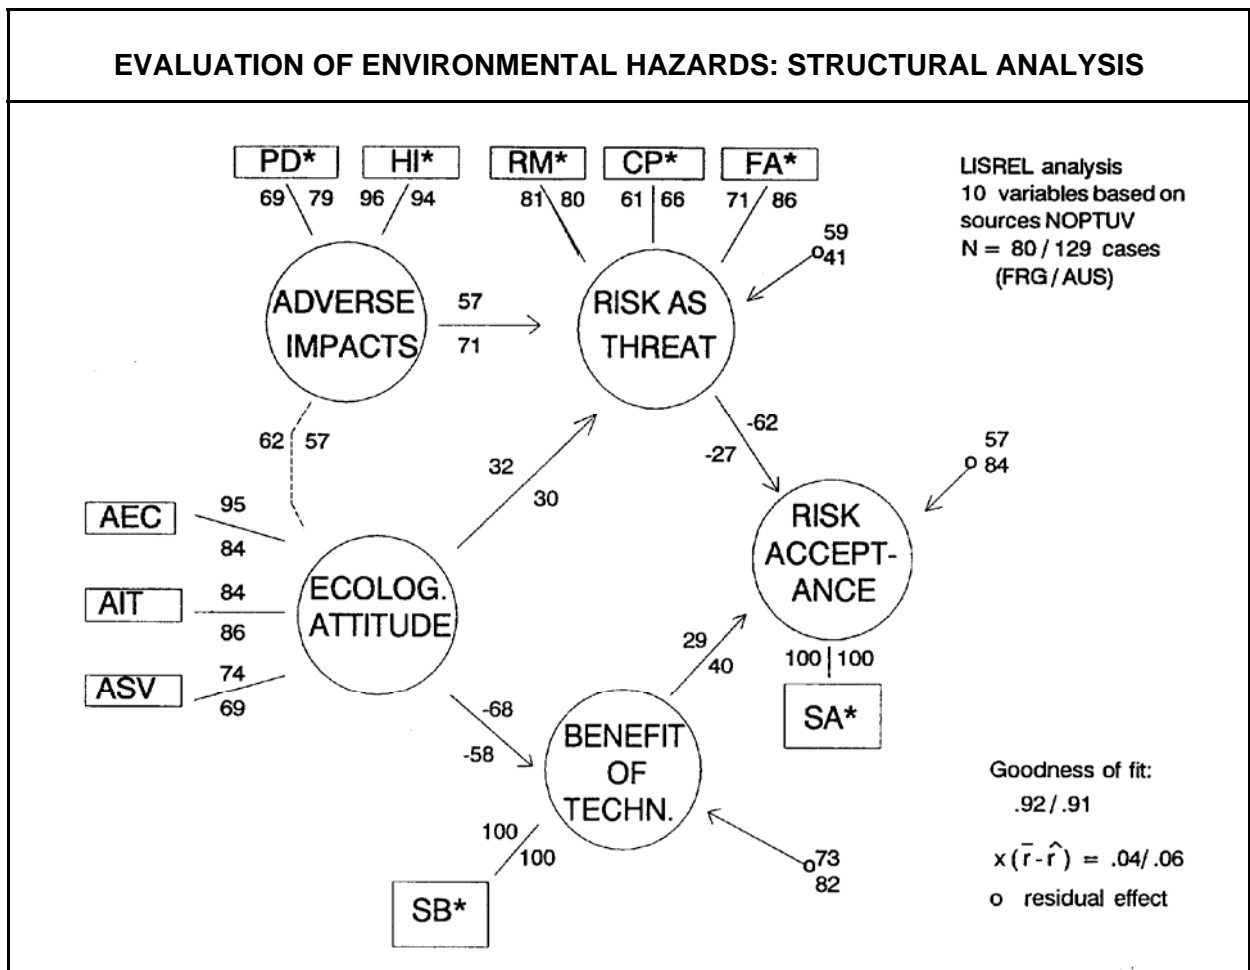 EVALUATION OF ENVIRONMENTAL HAZARDS: STRUCTURAL ANALYSIS
PD*
HI*
RM*
CP*
FA*
69 79
96 94
81 80
61 66
71 86
LISREL analysis
10 variables based on
sources NOPTUV
N = 80 / 129 cases
(FRG / AUS)
59
o 41
ADVERSE
IMPACTS
57
71
RISK AS
THREAT
62 57
32
30
-62
-27
57
o 84
AEC
95
84
AIT
84
86
ASV
74
69
ECOLOG.
ATTITUDE
RISK
ACCEPT-
ANCE
29
40
100 100
SA*
-68
-58
BENEFIT
OF
TECHN.
100
100
SB*
o 73
82
Goodness of fit:
.92 / .91
x (r̄ - r̂) = .04/ .06
o residual effect